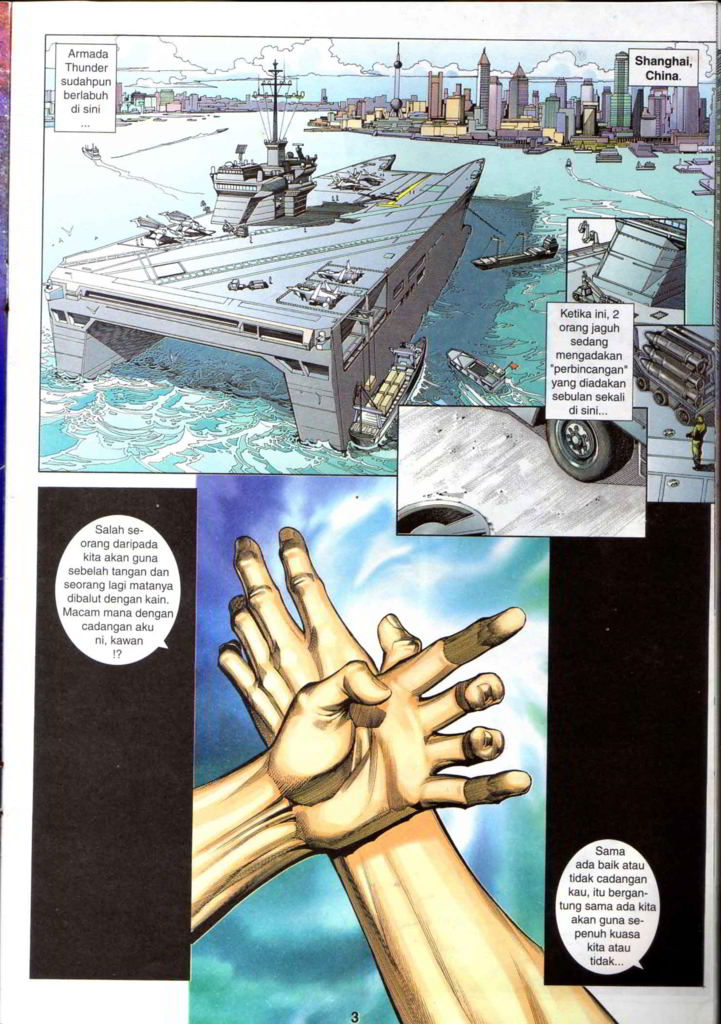 Armada
Thunder
sudahpun
berlabuh
di sini
...
Shanghai,
China.
Ketika ini, 2
orang jaguh
sedang
mengadakan
"perbincangan"
yang diadakan
sebulan sekali
di sini...
Salah se-
orang daripada
kita akan guna
sebelah tangan dan
seorang lagi matanya
dibalut dengan kain.
Macam mana dengan
cadangan aku
ni, kawan
!?
Sama
ada baik atau
tidak cadangan
kau, itu bergan-
tung sama ada kita
akan guna se-
penuh kuasa
kita atau
tidak...
3